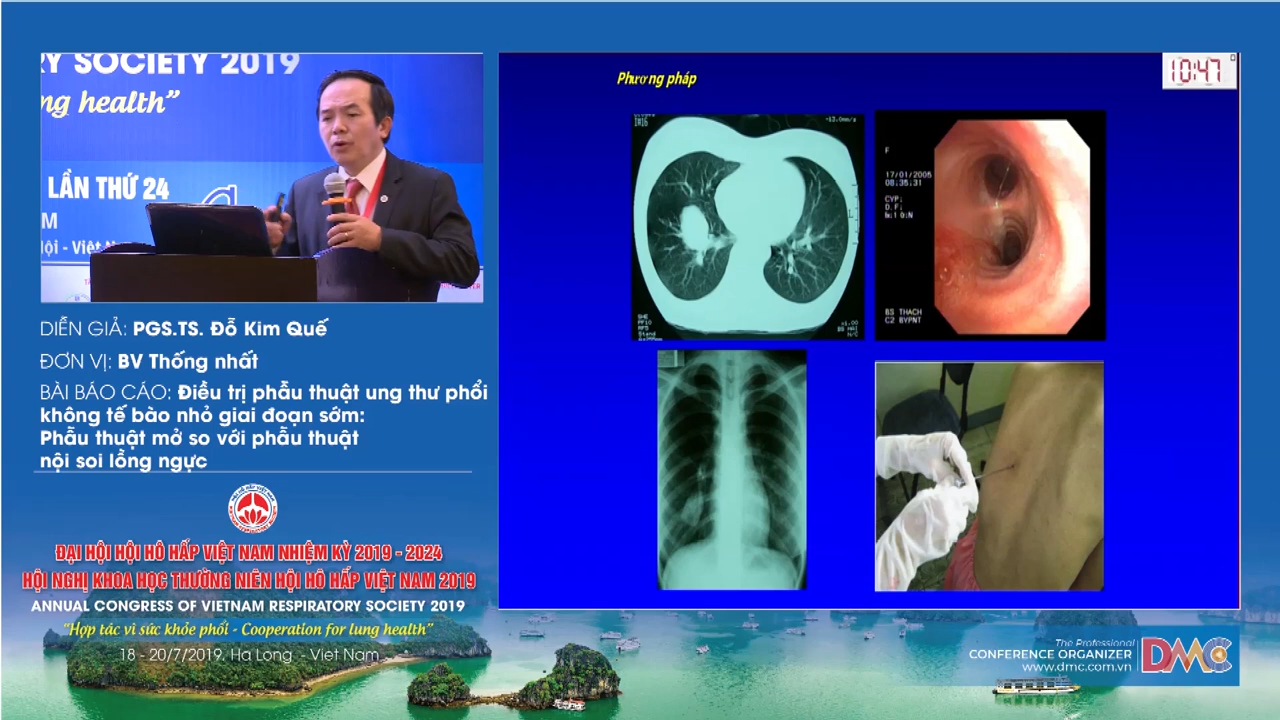 RY SOCIETY 2019
ng health”
LẦN THỨ 24
ội - Việt
DIỄN GIẢ: PGS.TS. Đỗ Kim Quế
ĐƠN VỊ: BV Thống nhất
BÀI BÁO CÁO: Điều trị phẫu thuật ung thư phổi
không tế bào nhỏ giai đoạn sớm:
Phẫu thuật mở so với phẫu thuật
nội soi lồng ngực
ĐẠI HỘI HỘI HÔ HẤP VIỆT NAM NHIỆM KỲ 2019 - 2024
HỘI NGHỊ KHOA HỌC THƯỜNG NIÊN HỘI HÔ HẤP VIỆT NAM 2019
ANNUAL CONGRESS OF VIETNAM RESPIRATORY SOCIETY 2019
“Hợp tác vì sức khỏe phổi - Cooperation for lung health”
18 - 20/7/2019. Ha Long - Viet Nam
Phương pháp
10:47
F
17/01/2005
08:35:31
CYP:
D.F:
BS THACH
C2 BVPNT
The Professional
CONFERENCE ORGANIZER
www.dmc.com.vn
DMC